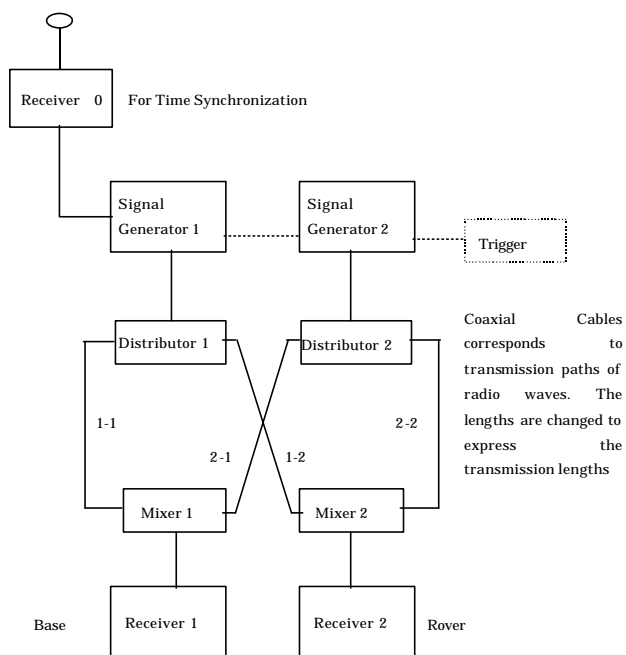 Receiver 0
For Time Synchronization
Signal
Generator 1
Signal
Generator 2
Trigger
Distributor 1
Distributor 2
Coaxial Cables
corresponds to
transmission paths of
radio waves. The
lengths are changed to
express the
transmission lengths
1-1
2-1
1-2
2-2
Mixer 1
Mixer 2
Base
Receiver 1
Receiver 2
Rover